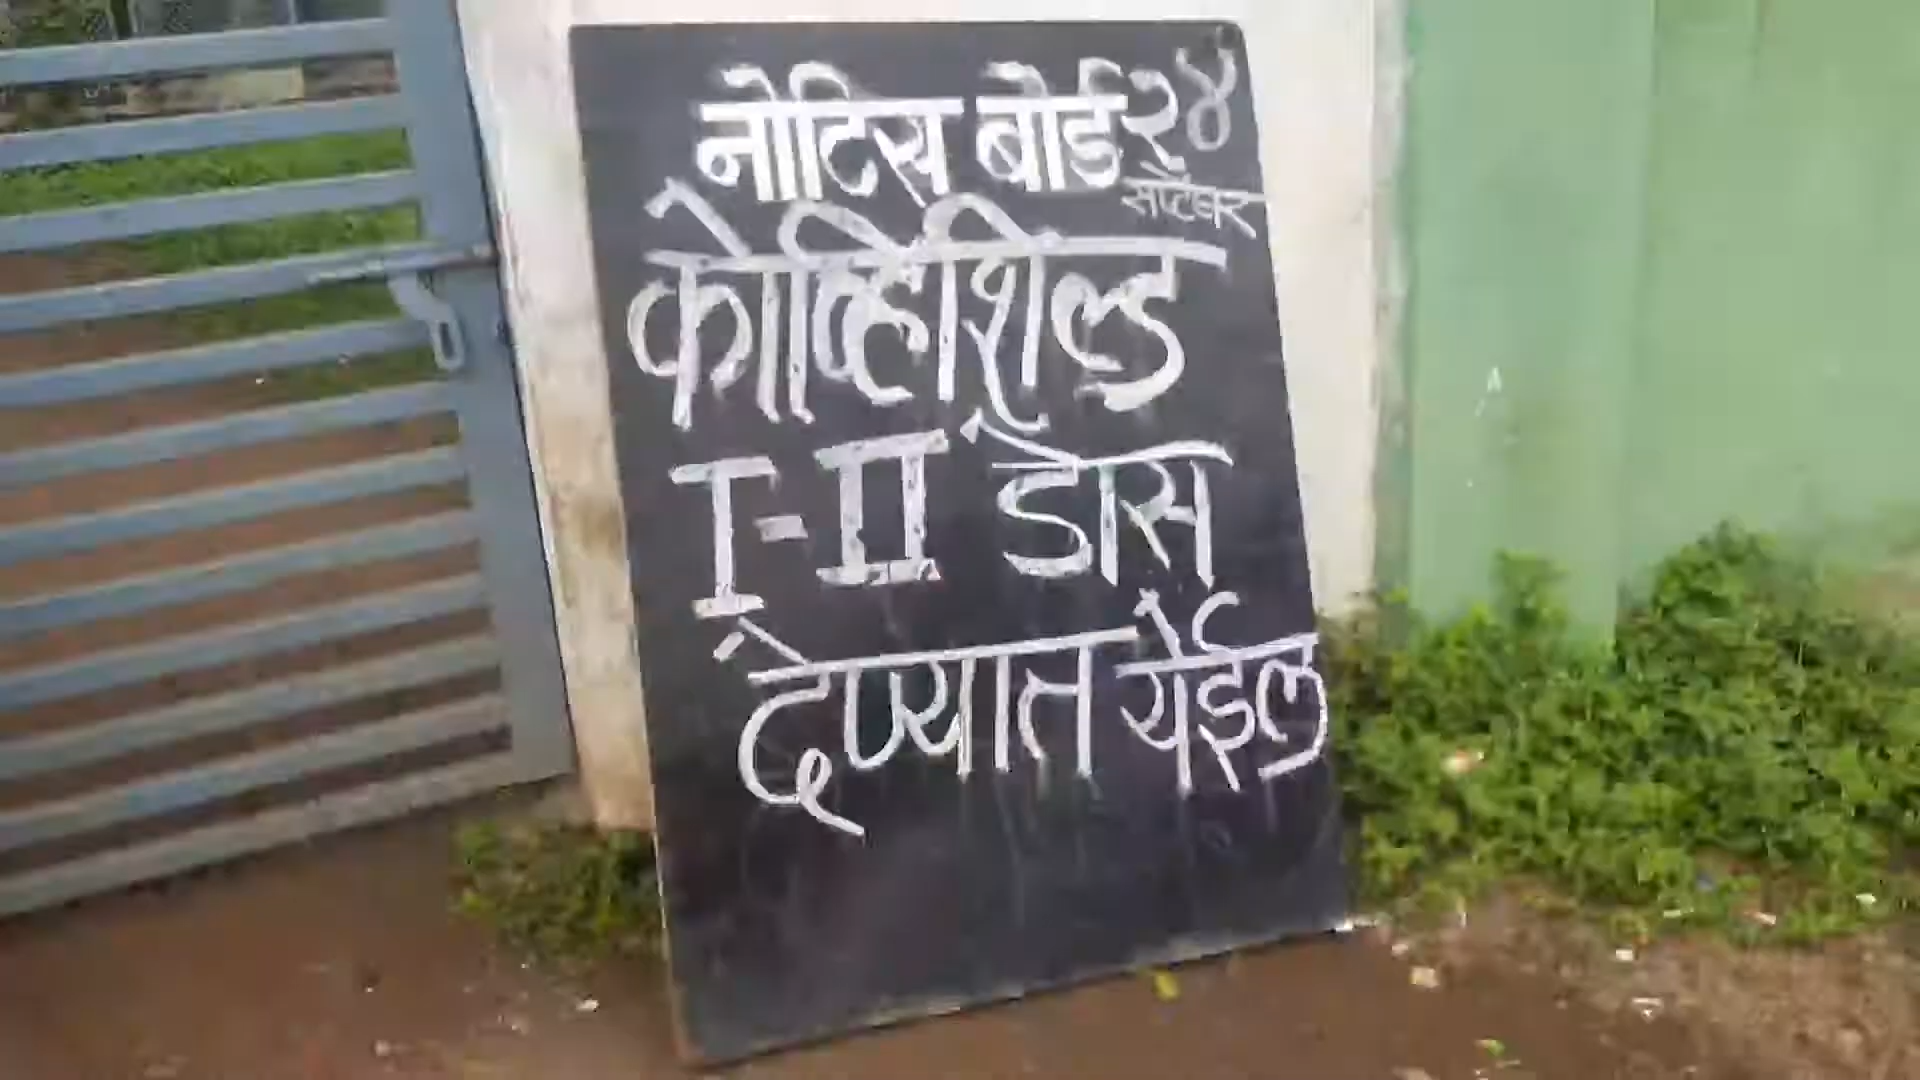 नोटिस बोर्ड २४
सप्टेंबर
कोव्हिशिल्ड
I-II डोस
देण्यात येईल